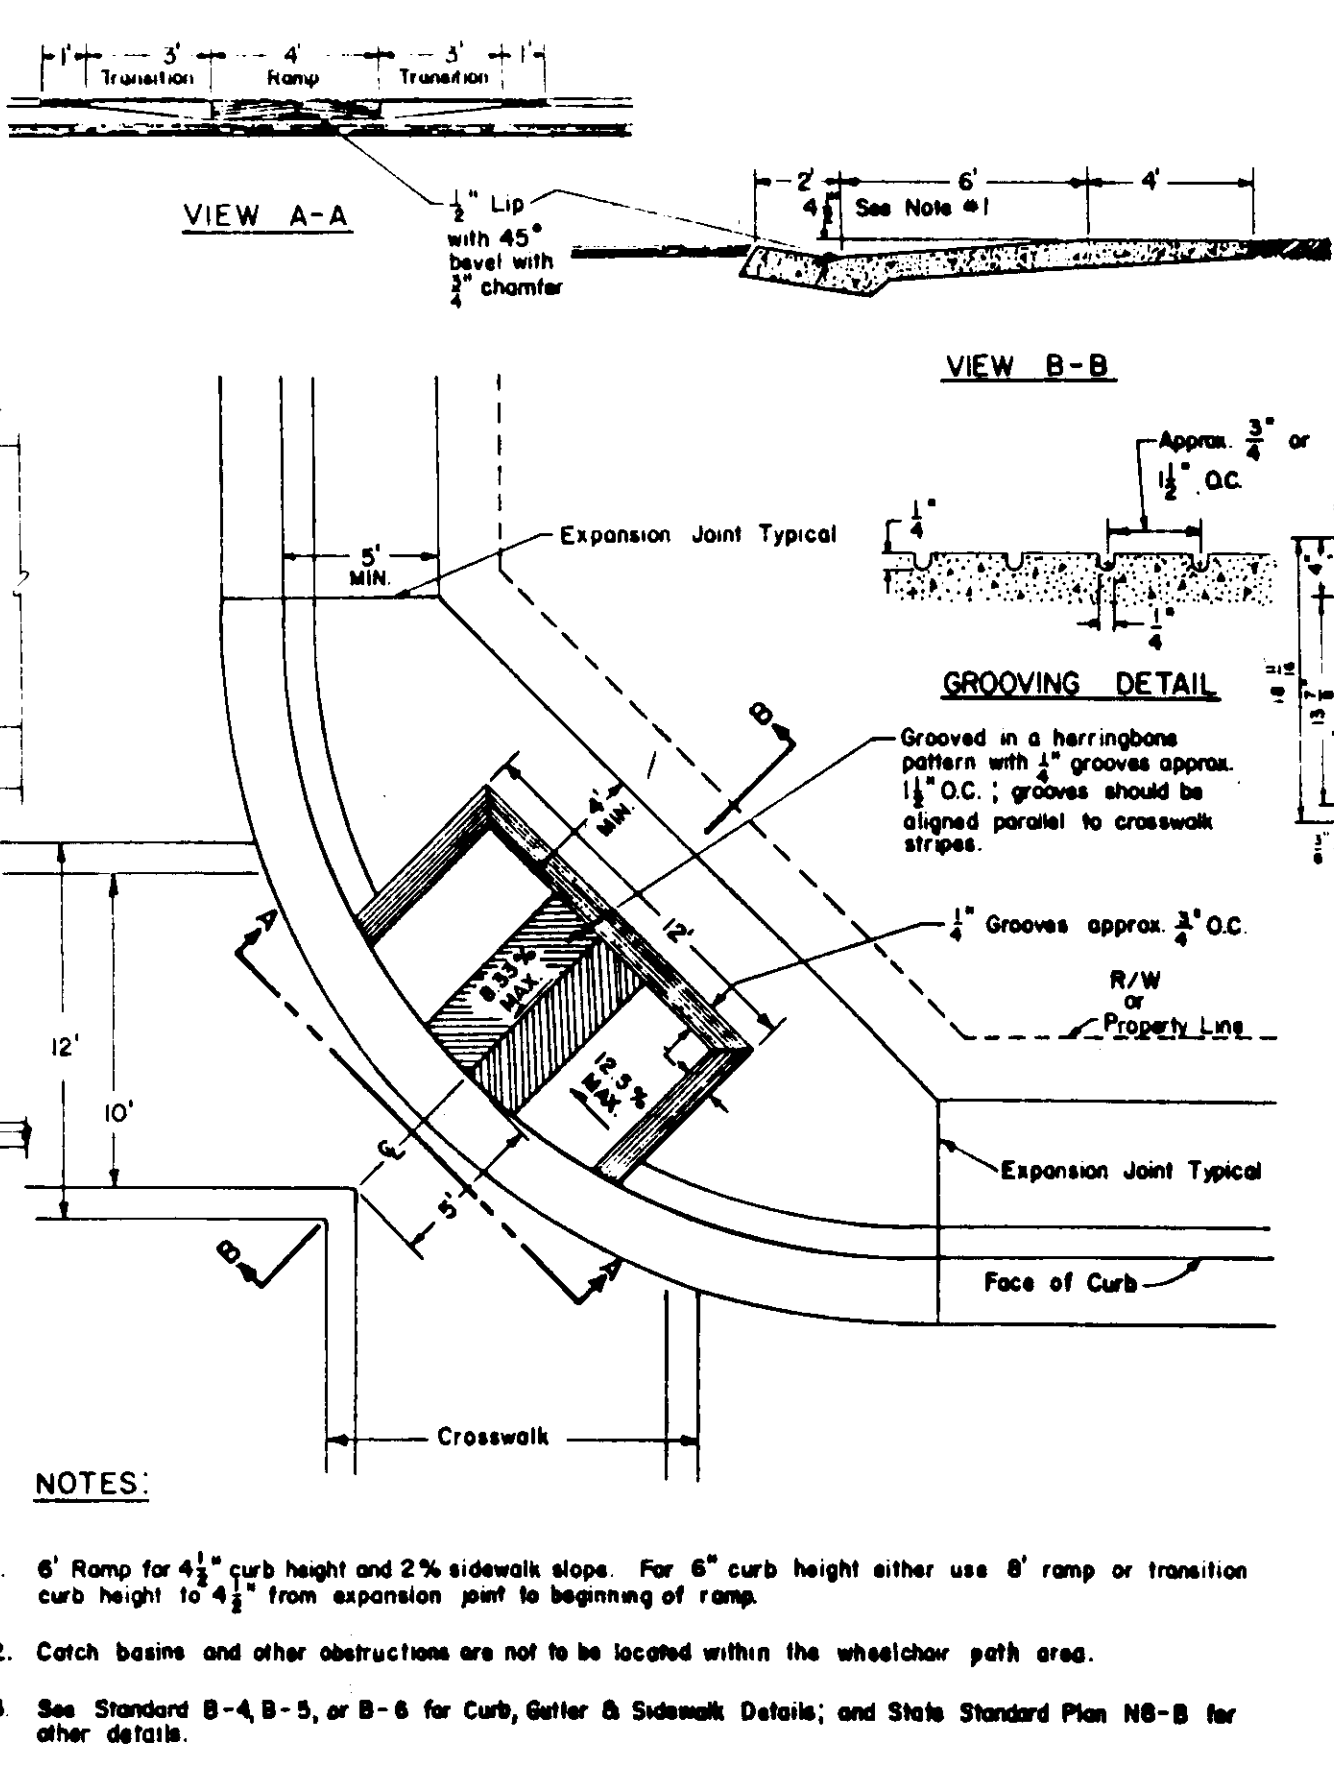 1' 3' 4' 3' 1'
Transition Ramp Transition
VIEW A-A
1/2" Lip
with 45°
bevel with
3/4" chamfer
2' 6' 4'
4 1/2" See Note #1
VIEW B-B
Approx. 3/4" or
1 1/2" O.C.
1/4"
1/4"
GROOVING DETAIL
Expansion Joint Typical
5'
MIN.
Grooved in a herringbone
pattern with 1/4" grooves approx.
1 1/2" O.C. ; grooves should be
aligned parallel to crosswalk
stripes.
1/4" Grooves approx. 3/4" O.C.
R/W
or
Property Line
B
4'
MIN.
12'
8.33%
MAX.
12.5%
MAX.
A
12'
10'
℄
5'
B
A
Expansion Joint Typical
Face of Curb
Crosswalk
4"
NOTES:
6' Ramp for 4 1/2" curb height and 2% sidewalk slope. For 6" curb height either use 8' ramp or transition
curb height to 4 1/2" from expansion joint to beginning of ramp.
2. Catch basins and other obstructions are not to be located within the wheelchair path area.
See Standard B-4, B-5, or B-6 for Curb, Gutter & Sidewalk Details; and State Standard Plan N8-B for
other details.